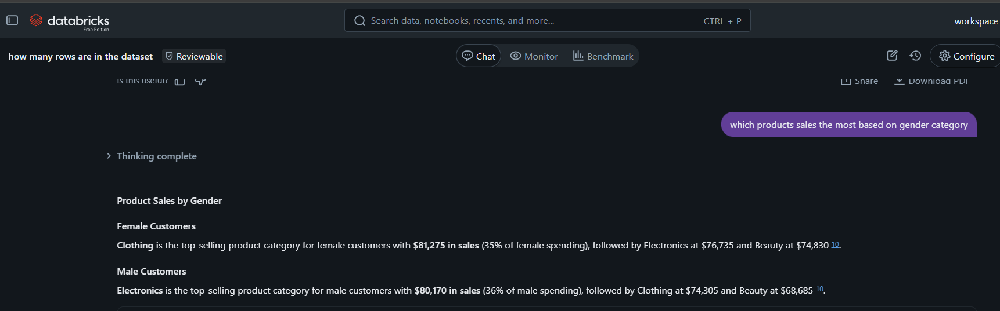 databricks
Free Edition
Search data, notebooks, recents, and more... CTRL + P
workspace
how many rows are in the dataset Reviewable Chat Monitor Benchmark Configure
Is this useful? Share Download PDF
which products sales the most based on gender category
Thinking complete
Product Sales by Gender
Female Customers
Clothing is the top-selling product category for female customers with $81,275 in sales (35% of female spending), followed by Electronics at $76,735 and Beauty at $74,830 10.
Male Customers
Electronics is the top-selling product category for male customers with $80,170 in sales (36% of male spending), followed by Clothing at $74,305 and Beauty at $68,685 10.